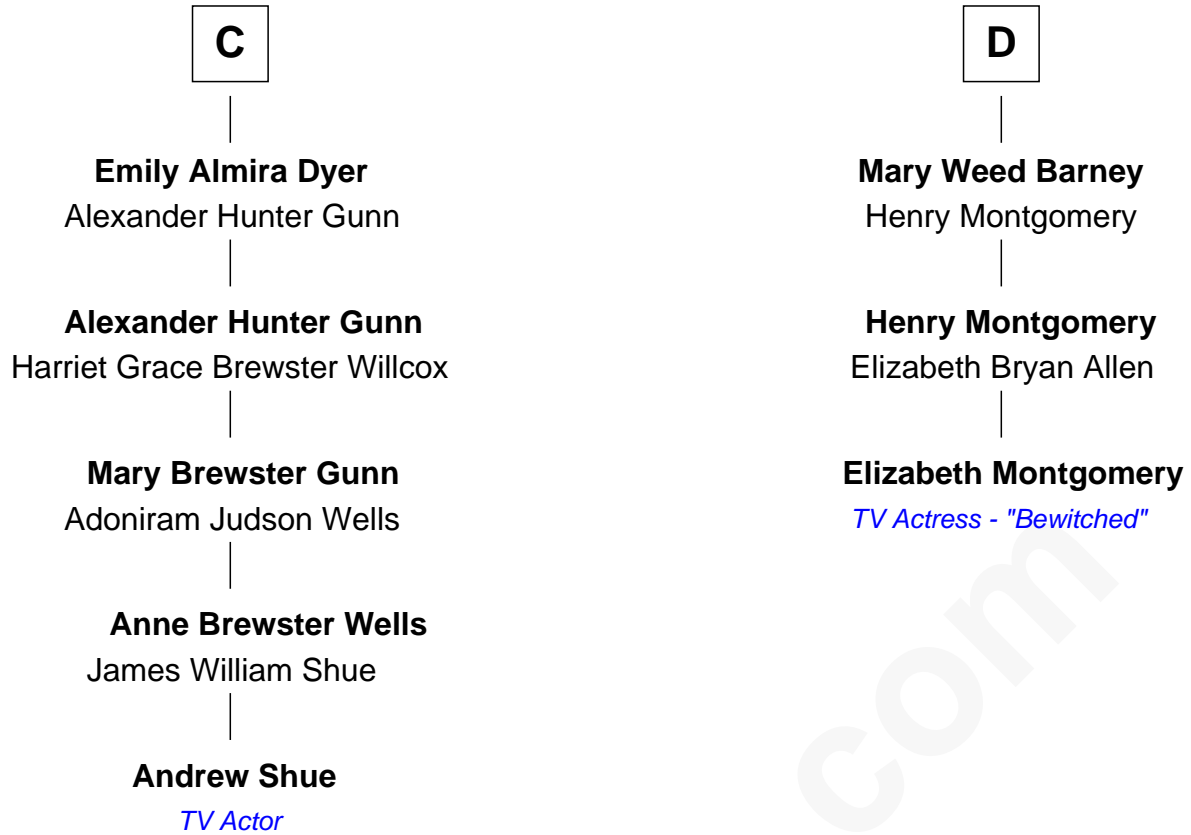 C
Emily Almira Dyer
Alexander Hunter Gunn
Alexander Hunter Gunn
Harriet Grace Brewster Willcox
Mary Brewster Gunn
Adoniram Judson Wells
Anne Brewster Wells
James William Shue
Andrew Shue
TV Actor
D
Mary Weed Barney
Henry Montgomery
Henry Montgomery
Elizabeth Bryan Allen
Elizabeth Montgomery
TV Actress - "Bewitched"
com